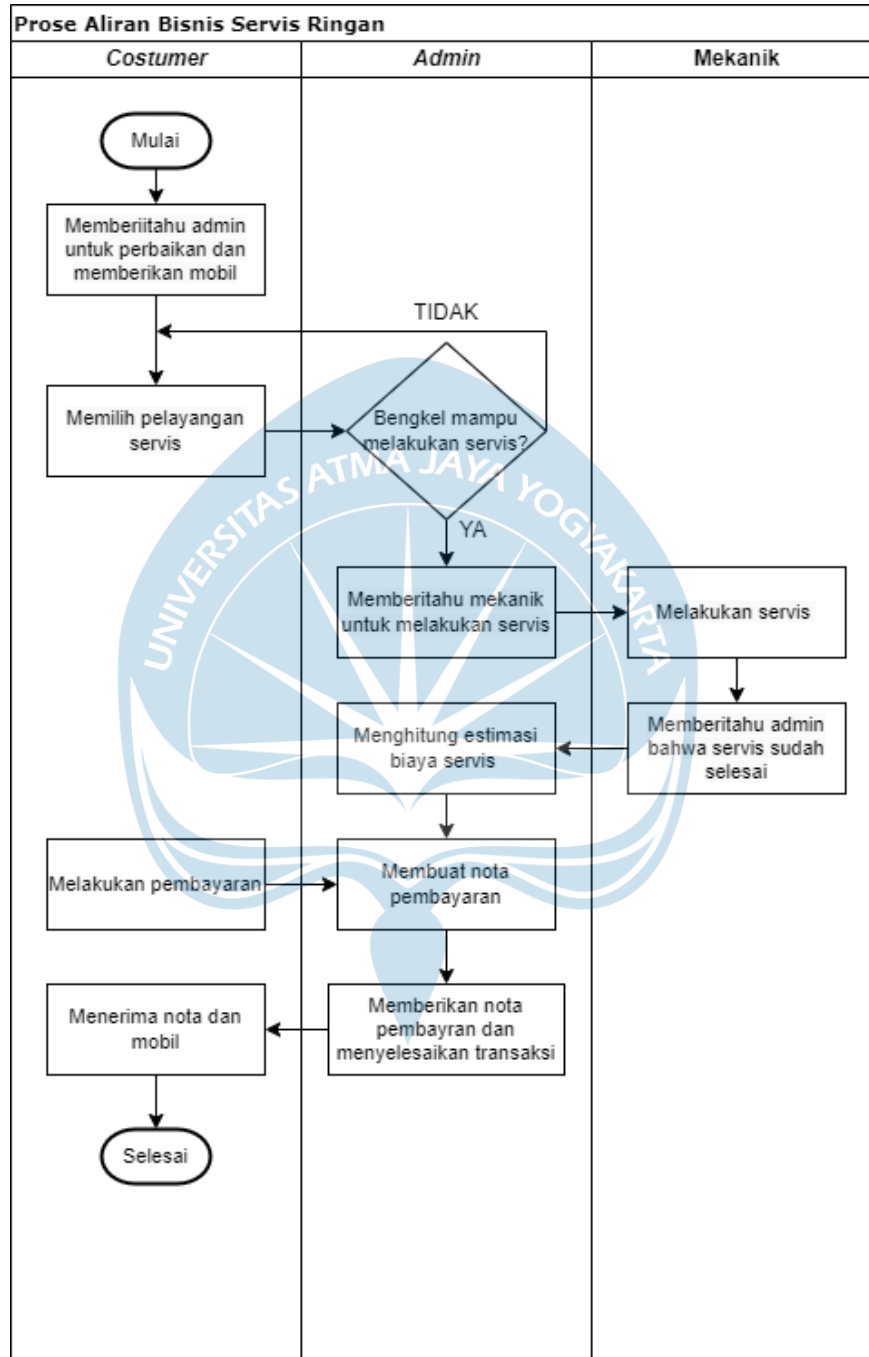 Prose Aliran Bisnis Servis Ringan
Costumer
Admin
Mekanik
Mulai
Memberiitahu admin
untuk perbaikan dan
memberikan mobil
TIDAK
Memilih pelayangan
servis
Bengkel mampu
melakukan servis?
YA
Memberitahu mekanik
untuk melakukan servis
Melakukan servis
Memberitahu admin
bahwa servis sudah
selesai
Menghitung estimasi
biaya servis
Melakukan pembayaran
Membuat nota
pembayaran
Memberikan nota
pembayran dan
menyelesaikan transaksi
Menerima nota dan
mobil
Selesai
UNIVERSITAS ATMA JAYA YOGYAKARTA